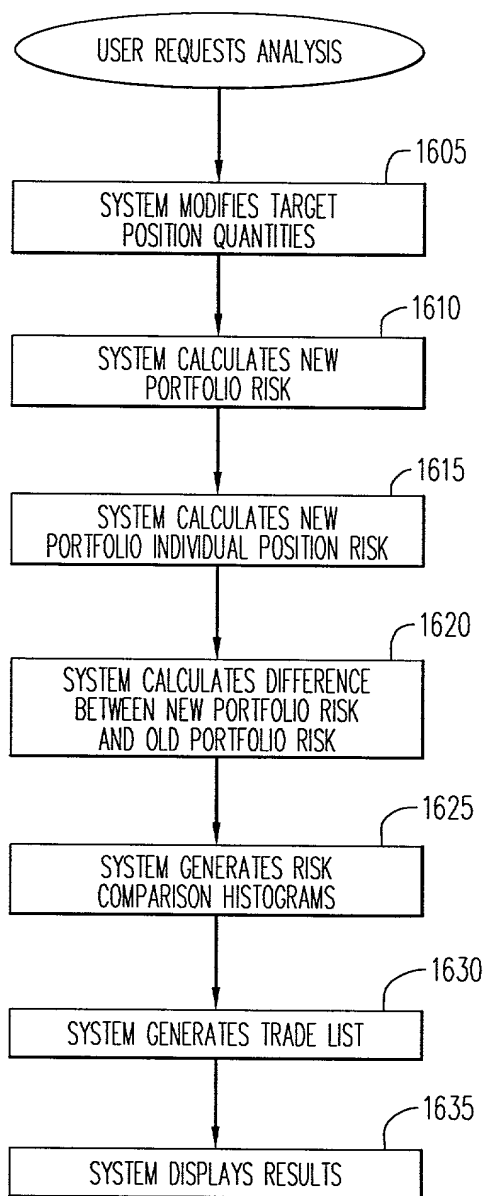 USER REQUESTS ANALYSIS
1605
SYSTEM MODIFIES TARGET
POSITION QUANTITIES
1610
SYSTEM CALCULATES NEW
PORTFOLIO RISK
1615
SYSTEM CALCULATES NEW
PORTFOLIO INDIVIDUAL POSITION RISK
1620
SYSTEM CALCULATES DIFFERENCE
BETWEEN NEW PORTFOLIO RISK
AND OLD PORTFOLIO RISK
1625
SYSTEM GENERATES RISK
COMPARISON HISTOGRAMS
1630
SYSTEM GENERATES TRADE LIST
1635
SYSTEM DISPLAYS RESULTS